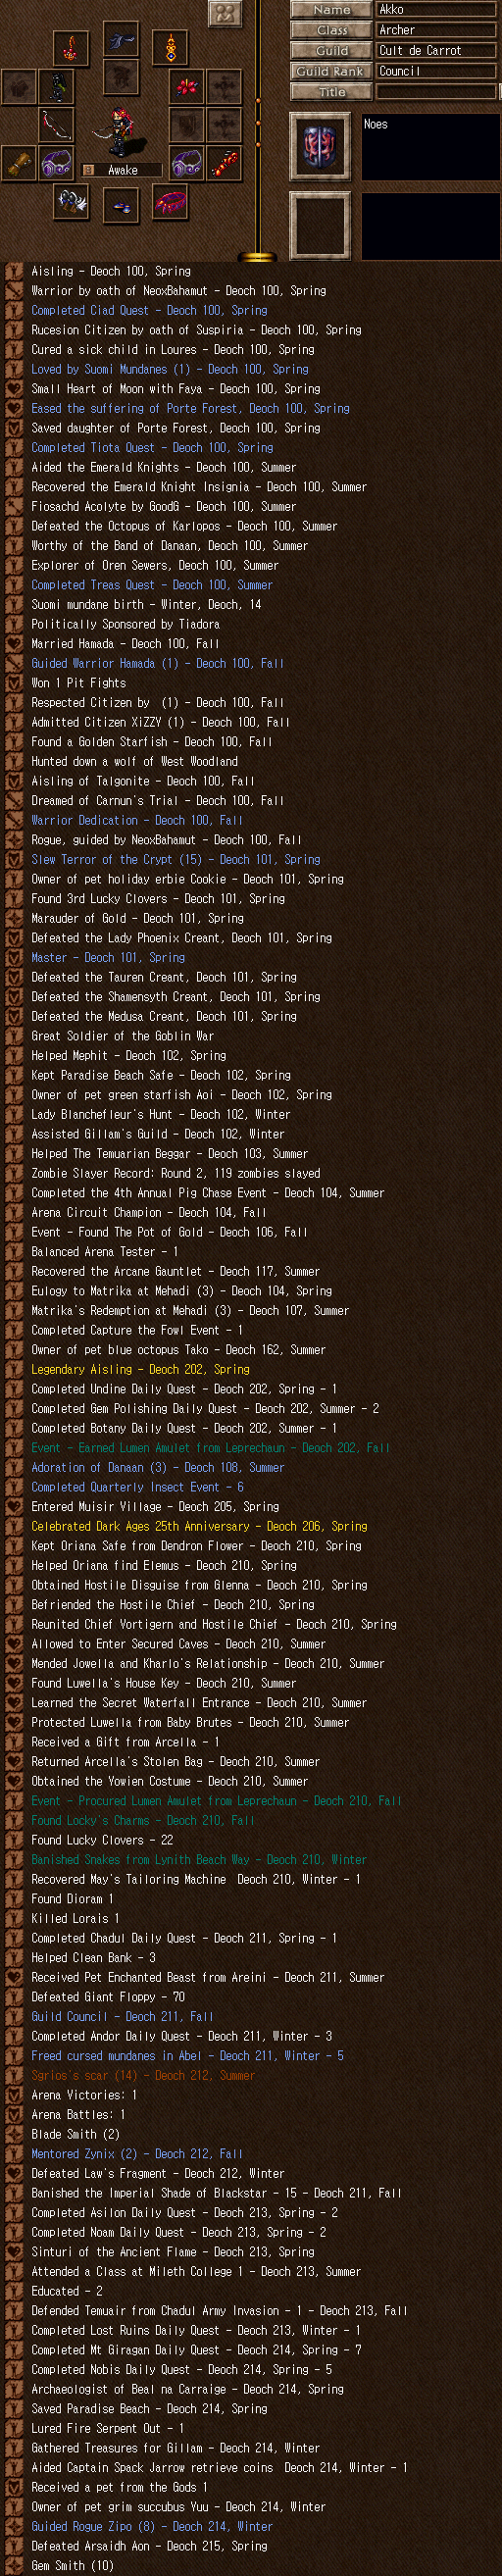 Name Akko
Class Archer
Guild Cult de Carrot
Guild Rank Council
Title
Noes
Awake
Aisling - Deoch 100, Spring
Warrior by oath of NeoxBahamut - Deoch 100, Spring
Completed Ciad Quest - Deoch 100, Spring
Rucesion Citizen by oath of Suspiria - Deoch 100, Spring
Cured a sick child in Loures - Deoch 100, Spring
Loved by Suomi Mundanes (1) - Deoch 100, Spring
Small Heart of Moon with Faya - Deoch 100, Spring
Eased the suffering of Porte Forest, Deoch 100, Spring
Saved daughter of Porte Forest, Deoch 100, Spring
Completed Tiota Quest - Deoch 100, Spring
Aided the Emerald Knights - Deoch 100, Summer
Recovered the Emerald Knight Insignia - Deoch 100, Summer
Fiosachd Acolyte by GoodG - Deoch 100, Summer
Defeated the Octopus of Karlopos - Deoch 100, Summer
Worthy of the Band of Danaan, Deoch 100, Summer
Explorer of Oren Sewers, Deoch 100, Summer
Completed Treas Quest - Deoch 100, Summer
Suomi mundane birth - Winter, Deoch, 14
Politically Sponsored by Tiadora
Married Hamada - Deoch 100, Fall
Guided Warrior Hamada (1) - Deoch 100, Fall
Won 1 Pit Fights
Respected Citizen by  (1) - Deoch 100, Fall
Admitted Citizen XiZZY (1) - Deoch 100, Fall
Found a Golden Starfish - Deoch 100, Fall
Hunted down a wolf of West Woodland
Aisling of Talgonite - Deoch 100, Fall
Dreamed of Carnun's Trial - Deoch 100, Fall
Warrior Dedication - Deoch 100, Fall
Rogue, guided by NeoxBahamut - Deoch 100, Fall
Slew Terror of the Crypt (15) - Deoch 101, Spring
Owner of pet holiday erbie Cookie - Deoch 101, Spring
Found 3rd Lucky Clovers - Deoch 101, Spring
Marauder of Gold - Deoch 101, Spring
Defeated the Lady Phoenix Creant, Deoch 101, Spring
Master - Deoch 101, Spring
Defeated the Tauren Creant, Deoch 101, Spring
Defeated the Shamensyth Creant, Deoch 101, Spring
Defeated the Medusa Creant, Deoch 101, Spring
Great Soldier of the Goblin War
Helped Mephit - Deoch 102, Spring
Kept Paradise Beach Safe - Deoch 102, Spring
Owner of pet green starfish Aoi - Deoch 102, Spring
Lady Blanchefleur's Hunt - Deoch 102, Winter
Assisted Gillam's Guild - Deoch 102, Winter
Helped The Temuarian Beggar - Deoch 103, Summer
Zombie Slayer Record: Round 2, 119 zombies slayed
Completed the 4th Annual Pig Chase Event - Deoch 104, Summer
Arena Circuit Champion - Deoch 104, Fall
Event - Found The Pot of Gold - Deoch 106, Fall
Balanced Arena Tester - 1
Recovered the Arcane Gauntlet - Deoch 117, Summer
Eulogy to Matrika at Mehadi (3) - Deoch 104, Spring
Matrika's Redemption at Mehadi (3) - Deoch 107, Summer
Completed Capture the Fowl Event - 1
Owner of pet blue octopus Tako - Deoch 162, Summer
Legendary Aisling - Deoch 202, Spring
Completed Undine Daily Quest - Deoch 202, Spring - 1
Completed Gem Polishing Daily Quest - Deoch 202, Summer - 2
Completed Botany Daily Quest - Deoch 202, Summer - 1
Event - Earned Lumen Amulet from Leprechaun - Deoch 202, Fall
Adoration of Danaan (3) - Deoch 108, Summer
Completed Quarterly Insect Event - 6
Entered Muisir Village - Deoch 205, Spring
Celebrated Dark Ages 25th Anniversary - Deoch 206, Spring
Kept Oriana Safe from Dendron Flower - Deoch 210, Spring
Helped Oriana find Elemus - Deoch 210, Spring
Obtained Hostile Disguise from Glenna - Deoch 210, Spring
Befriended the Hostile Chief - Deoch 210, Spring
Reunited Chief Vortigern and Hostile Chief - Deoch 210, Spring
Allowed to Enter Secured Caves - Deoch 210, Summer
Mended Jowella and Kharlo's Relationship - Deoch 210, Summer
Found Luwella's House Key - Deoch 210, Summer
Learned the Secret Waterfall Entrance - Deoch 210, Summer
Protected Luwella from Baby Brutes - Deoch 210, Summer
Received a Gift from Arcella - 1
Returned Arcella's Stolen Bag - Deoch 210, Summer
Obtained the Yowien Costume - Deoch 210, Summer
Event - Procured Lumen Amulet from Leprechaun - Deoch 210, Fall
Found Locky's Charms - Deoch 210, Fall
Found Lucky Clovers - 22
Banished Snakes from Lynith Beach Way - Deoch 210, Winter
Recovered May's Tailoring Machine  Deoch 210, Winter - 1
Found Dioram 1
Killed Lorais 1
Completed Chadul Daily Quest - Deoch 211, Spring - 1
Helped Clean Bank - 3
Received Pet Enchanted Beast from Areini - Deoch 211, Summer
Defeated Giant Floppy - 70
Guild Council - Deoch 211, Fall
Completed Andor Daily Quest - Deoch 211, Winter - 3
Freed cursed mundanes in Abel - Deoch 211, Winter - 5
Sgrios's scar (14) - Deoch 212, Summer
Arena Victories: 1
Arena Battles: 1
Blade Smith (2)
Mentored Zynix (2) - Deoch 212, Fall
Defeated Law's Fragment - Deoch 212, Winter
Banished the Imperial Shade of Blackstar - 15 - Deoch 211, Fall
Completed Asilon Daily Quest - Deoch 213, Spring - 2
Completed Noam Daily Quest - Deoch 213, Spring - 2
Sinturi of the Ancient Flame - Deoch 213, Spring
Attended a Class at Mileth College 1 - Deoch 213, Summer
Educated - 2
Defended Temuair from Chadul Army Invasion - 1 - Deoch 213, Fall
Completed Lost Ruins Daily Quest - Deoch 213, Winter - 1
Completed Mt Giragan Daily Quest - Deoch 214, Spring - 7
Completed Nobis Daily Quest - Deoch 214, Spring - 5
Archaeologist of Beal na Carraige - Deoch 214, Spring
Saved Paradise Beach - Deoch 214, Spring
Lured Fire Serpent Out - 1
Gathered Treasures for Gillam - Deoch 214, Winter
Aided Captain Spack Jarrow retrieve coins  Deoch 214, Winter - 1
Received a pet from the Gods 1
Owner of pet grim succubus Yuu - Deoch 214, Winter
Guided Rogue Zipo (8) - Deoch 214, Winter
Defeated Arsaidh Aon - Deoch 215, Spring
Gem Smith (10)